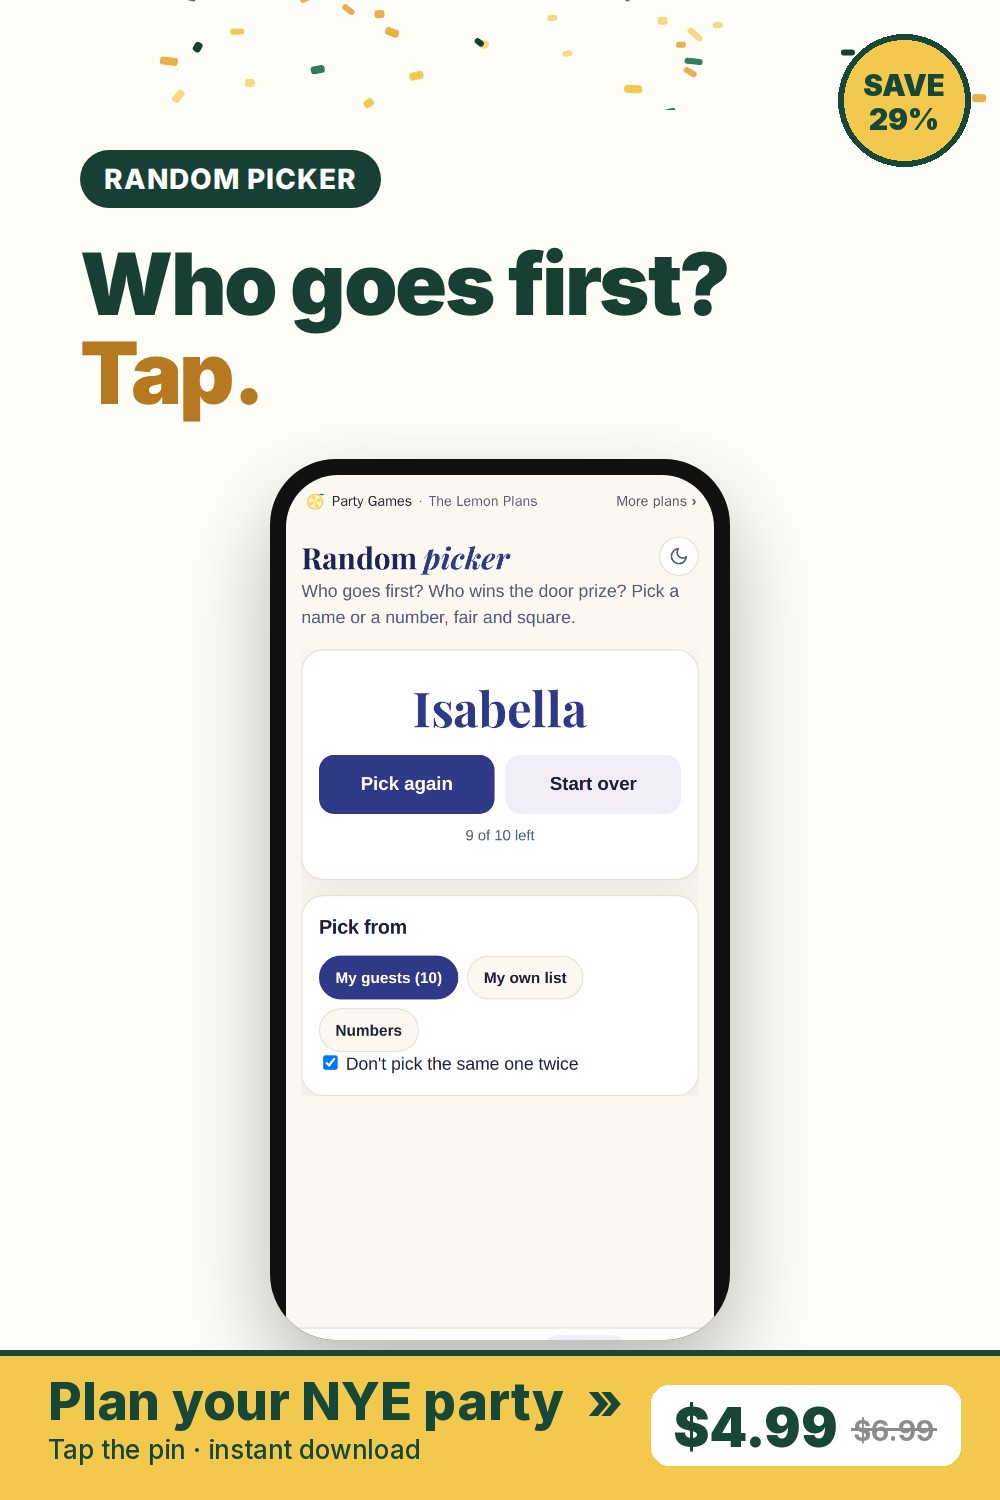 SAVE
29%
RANDOM PICKER
Who goes first?
Tap.
Party Games · The Lemon Plans
More plans ›
Random picker
Who goes first? Who wins the door prize? Pick a
name or a number, fair and square.
Isabella
Pick again
Start over
9 of 10 left
Pick from
My guests (10)
My own list
Numbers
Don't pick the same one twice
Plan your NYE party »
Tap the pin · instant download
$4.99 $6.99